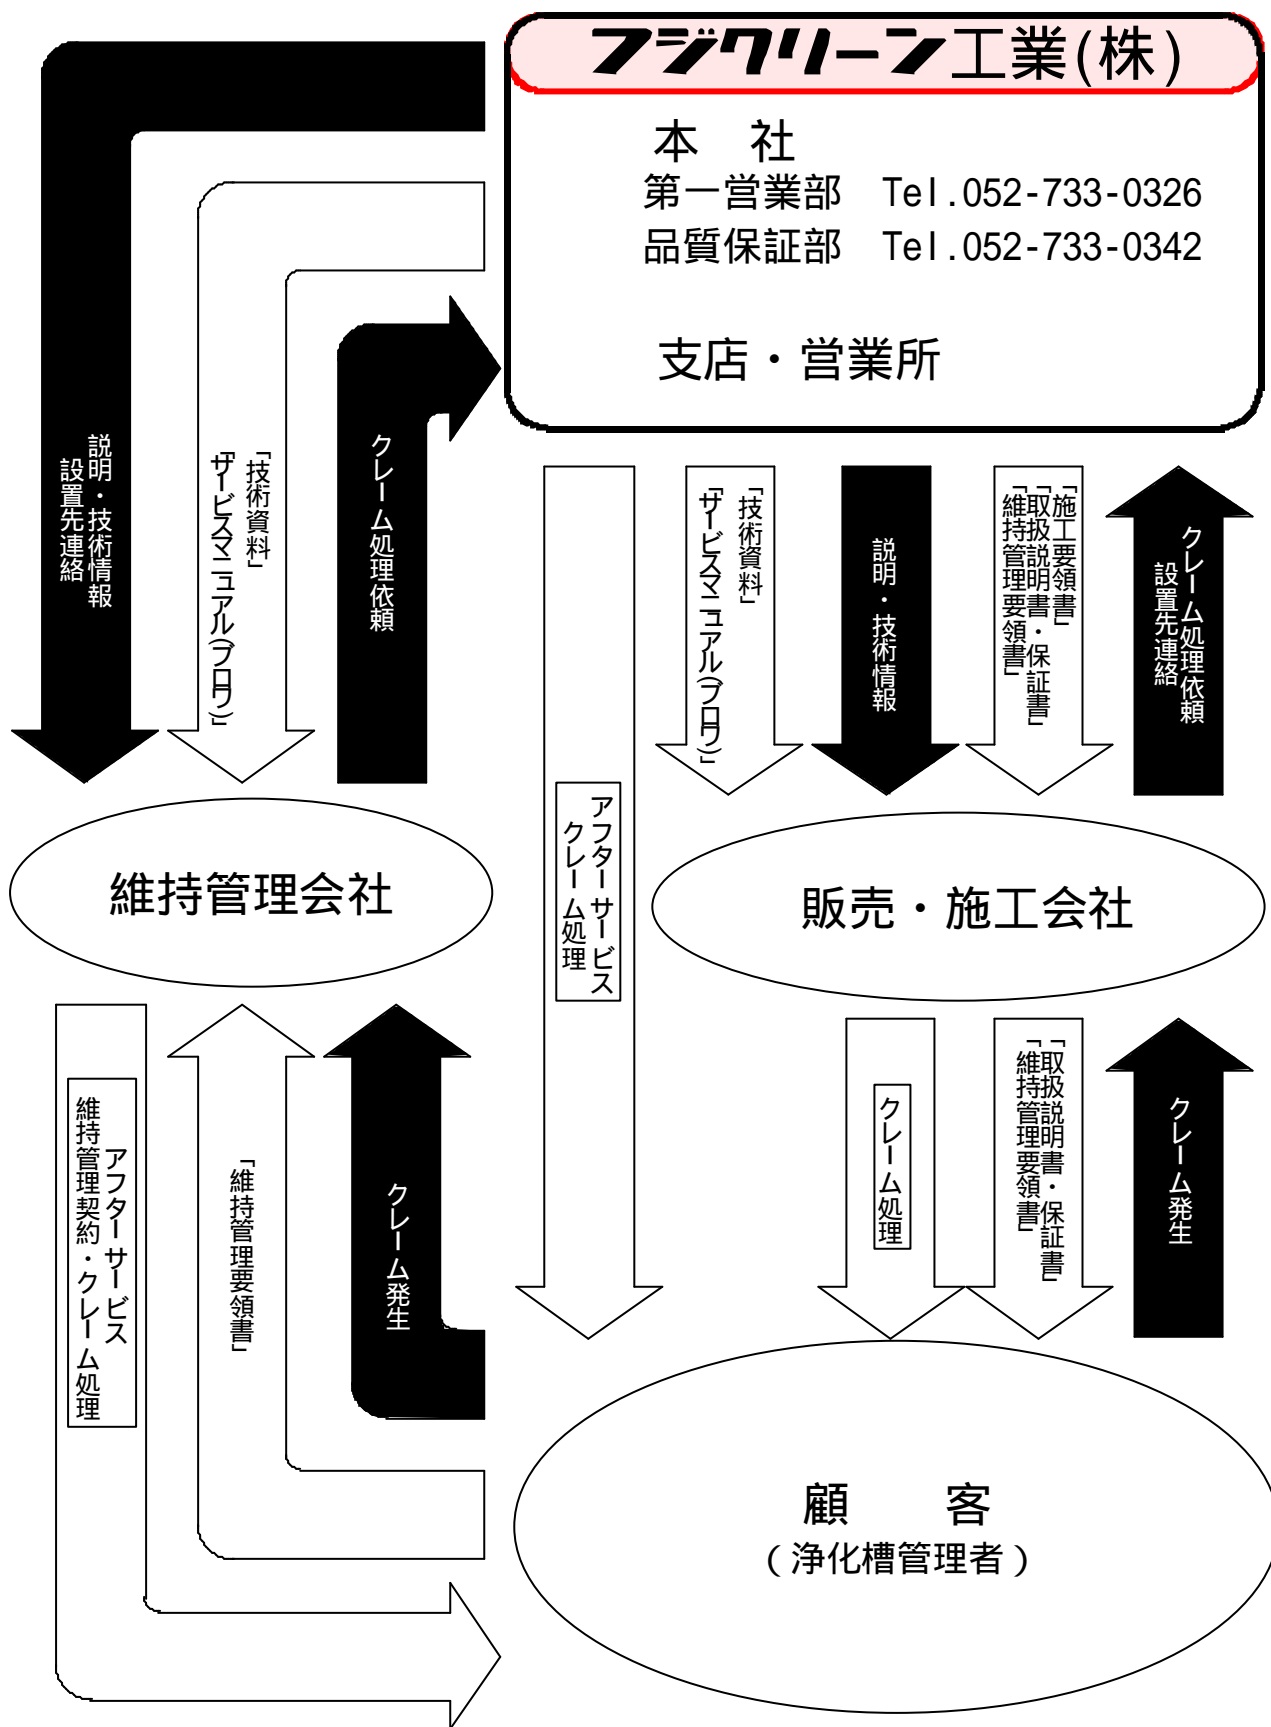 フジクリーン工業(株)
本　社
第一営業部　Tel.052-733-0326
品質保証部　Tel.052-733-0342
支店・営業所
説明・技術情報
設置先連絡
「技術資料」
「サービスマニュアル(ブロワ)」
クレーム処理依頼
アフターサービス
クレーム処理
「技術資料」
「サービスマニュアル(ブロワ)」
説明・技術情報
「施工要領書」
「取扱説明書・保証書」
「維持管理要領書」
クレーム処理依頼
設置先連絡
維持管理会社
販売・施工会社
アフターサービス
維持管理契約・クレーム処理
「維持管理要領書」
クレーム発生
クレーム処理
「取扱説明書・保証書」
「維持管理要領書」
クレーム発生
顧　　客
(浄化槽管理者)